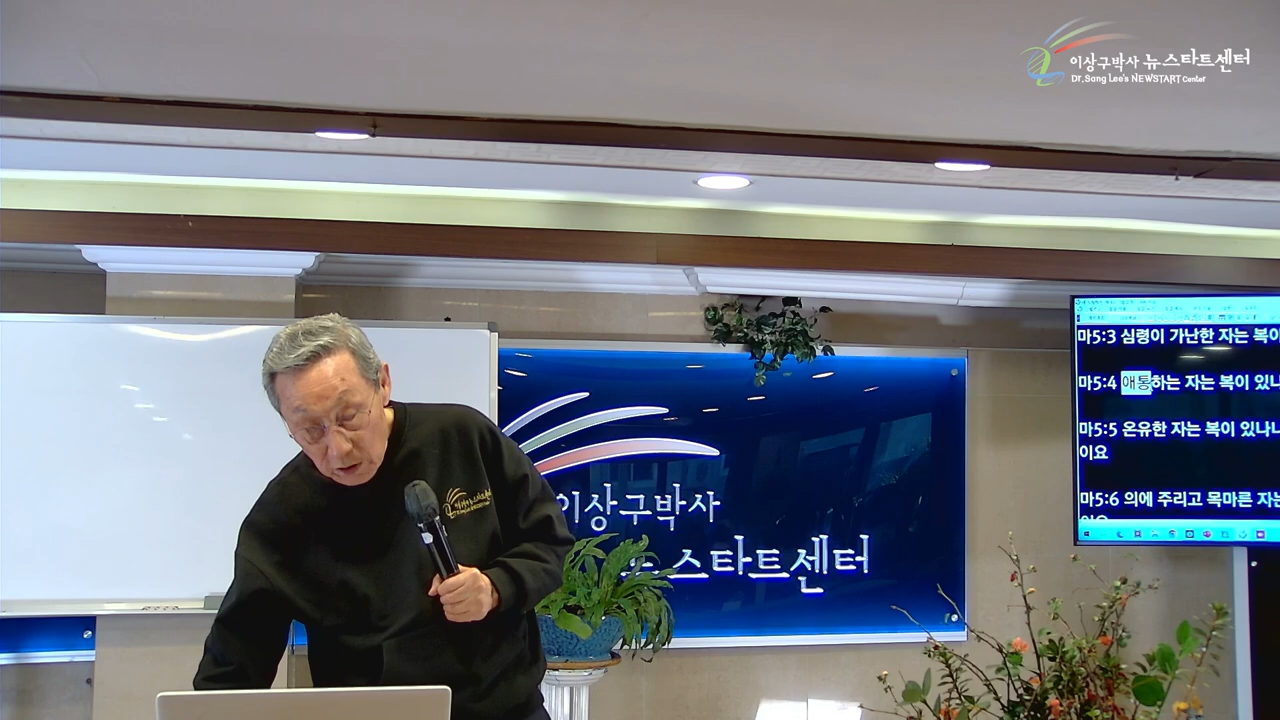 이상구박사 뉴스타트센터
Dr. Sang Lee's NEWSTART Center
마5:3 심령이 가난한 자는 복이
마5:4 애통하는 자는 복이 있나
마5:5 온유한 자는 복이 있나니
이요
마5:6 의에 주리고 목마른 자는
이상구박사
뉴스타트센터